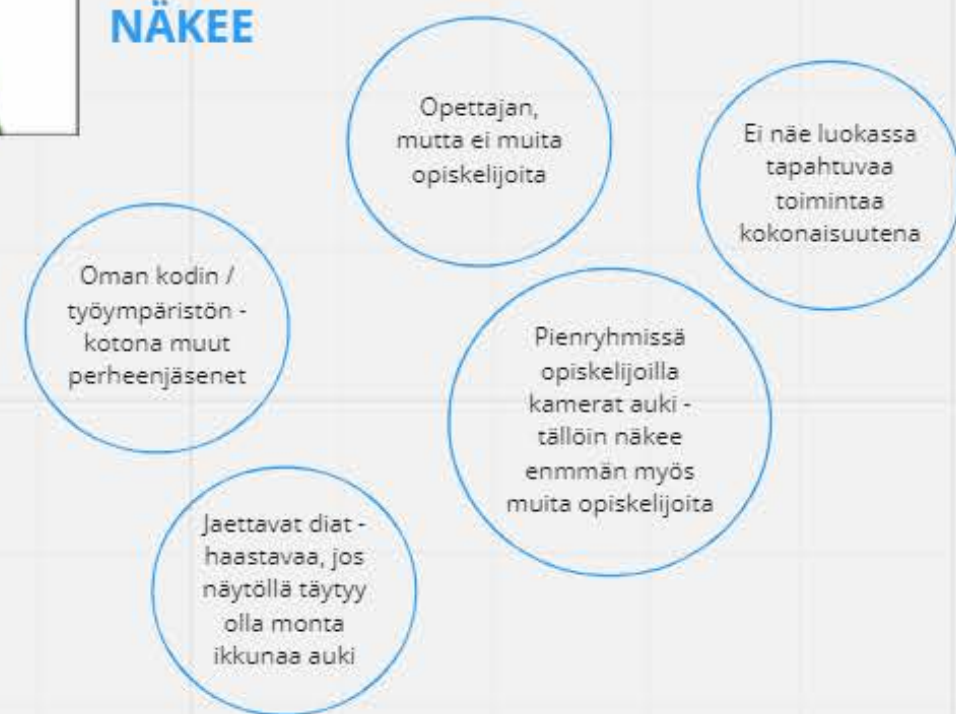 NÄKEE
Opettajan,
mutta ei muita
opiskelijoita
Ei näe luokassa
tapahtuvaa
toimintaa
kokonaisuutena
Oman kodin /
työympäristön -
kotona muut
perheenjäsenet
Pienryhmissä
opiskelijoilla
kamerat auki -
tällöin näkee
enmmän myös
muita opiskelijoita
Jaettavat diat -
haastavaa, jos
näytöllä täytyy
olla monta
ikkunaa auki